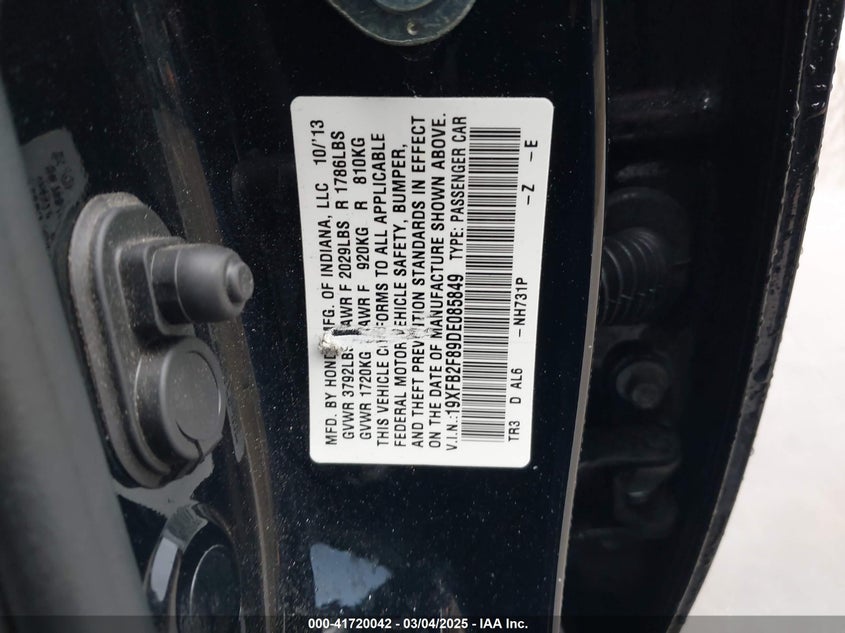 MFD. BY HONDA MFG. OF INDIANA, LLC 10/'13
GVWR 3792LBS GAWR F 2029LBS R 1786LBS
GVWR 1720KG GAWR F 920KG R 810KG
THIS VEHICLE CONFORMS TO ALL APPLICABLE
FEDERAL MOTOR VEHICLE SAFETY, BUMPER,
AND THEFT PREVENTION STANDARDS IN EFFECT
ON THE DATE OF MANUFACTURE SHOWN ABOVE.
V.I.N.:19XFB2F89DE085849 TYPE: PASSENGER CAR
TR3 D AL6 -NH731P -Z -E
000-41720042 - 03/04/2025 - IAA Inc.